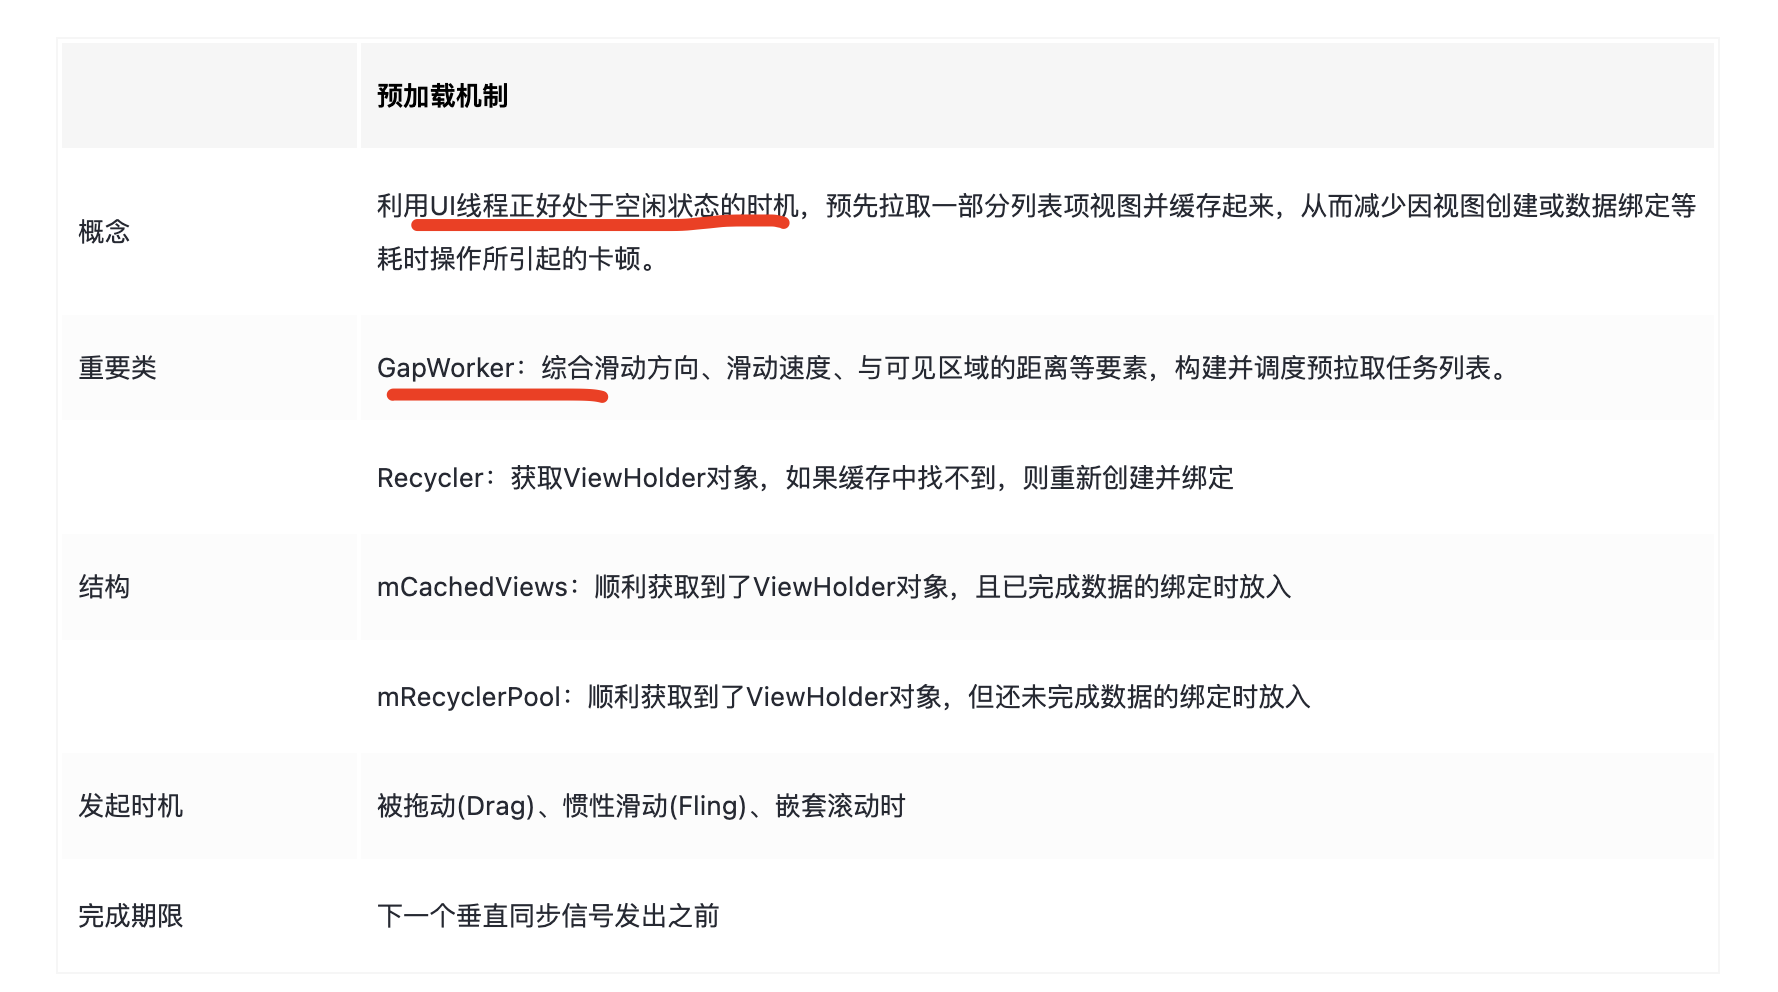 预加载机制
概念
利用UI线程正好处于空闲状态的时机，预先拉取一部分列表项视图并缓存起来，从而减少因视图创建或数据绑定等
耗时操作所引起的卡顿。
重要类
GapWorker：综合滑动方向、滑动速度、与可见区域的距离等要素，构建并调度预拉取任务列表。
Recycler：获取ViewHolder对象，如果缓存中找不到，则重新创建并绑定
结构
mCachedViews：顺利获取到了ViewHolder对象，且已完成数据的绑定时放入
mRecyclerPool：顺利获取到了ViewHolder对象，但还未完成数据的绑定时放入
发起时机
被拖动(Drag)、惯性滑动(Fling)、嵌套滚动时
完成期限
下一个垂直同步信号发出之前